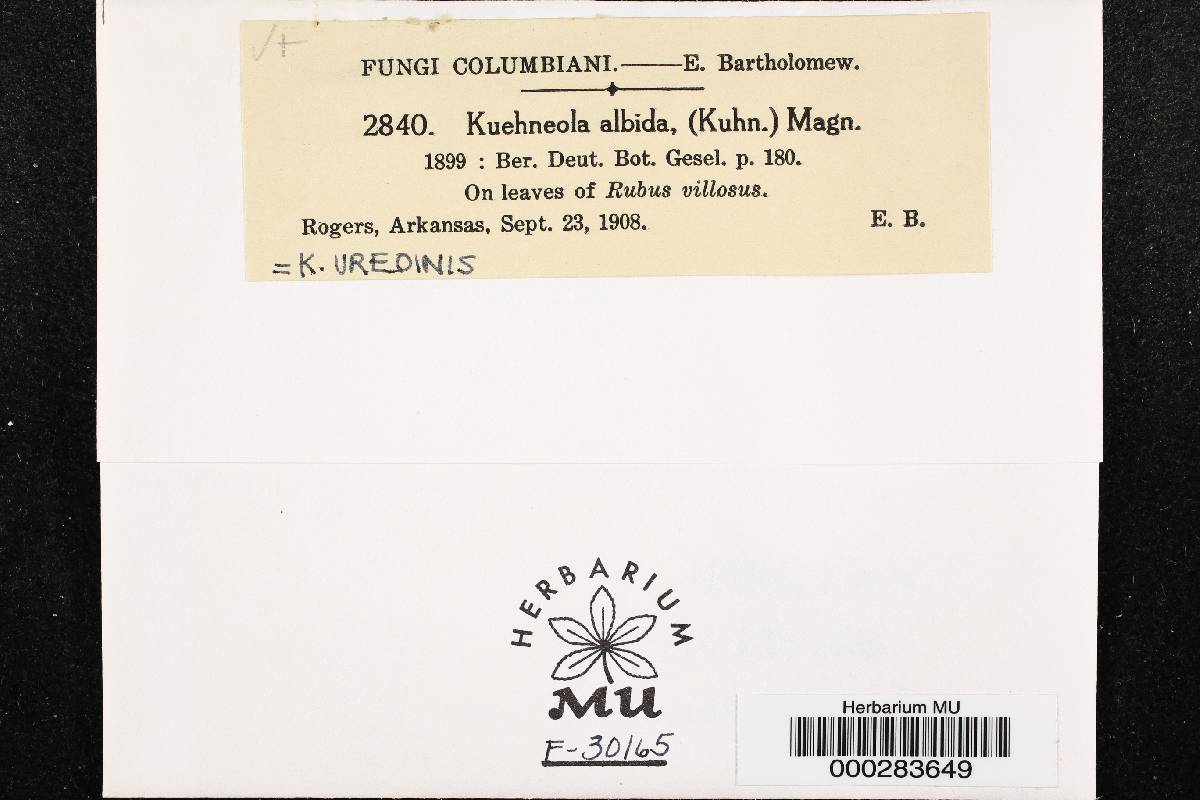 FUNGI COLUMBIANI.——E. Bartholomew.
2840. Kuehneola albida, (Kuhn.) Magn.
1899 : Ber. Deut. Bot. Gesel. p. 180.
On leaves of Rubus villosus.
Rogers, Arkansas, Sept. 23, 1908. E. B.
=K. UREDINIS
HERBARIUM
MU
F-30165
Herbarium MU
000283649